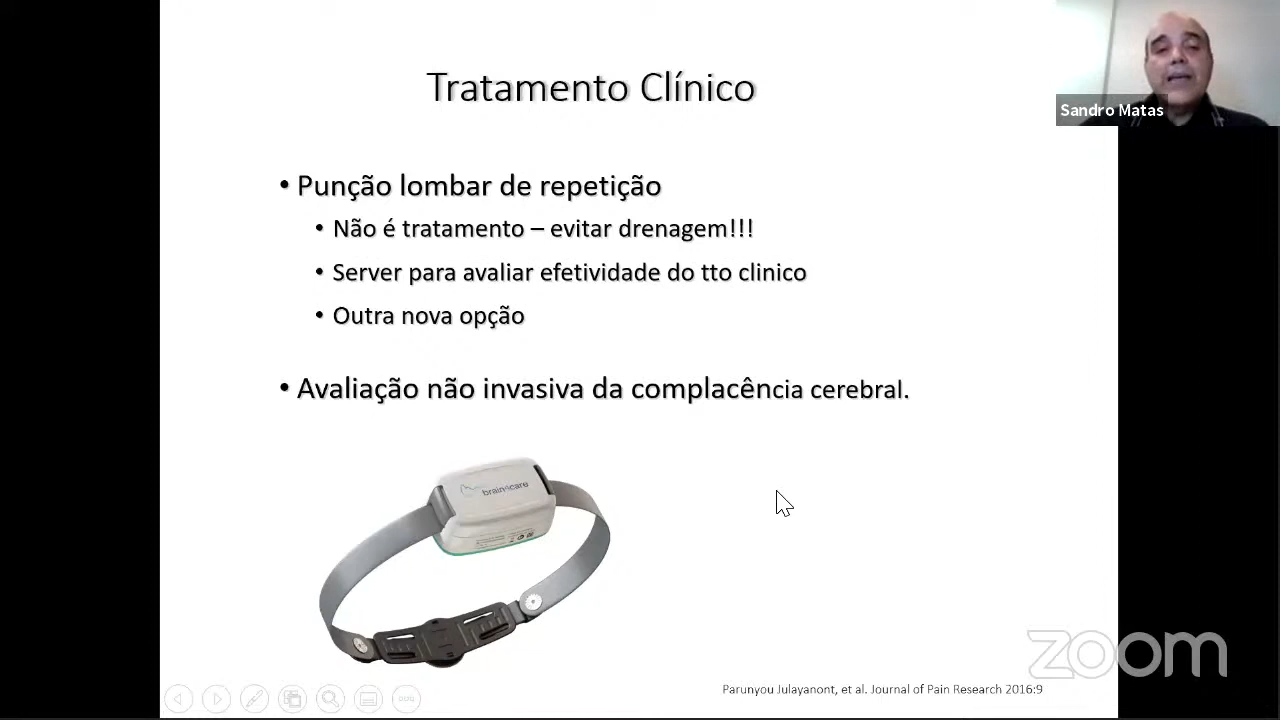 Tratamento Clínico
Sandro Matas
• Punção lombar de repetição
• Não é tratamento – evitar drenagem!!!
• Server para avaliar efetividade do tto clinico
• Outra nova opção
• Avaliação não invasiva da complacência cerebral.
brain4care
zoom
Parunyou Julayanont, et al. Journal of Pain Research 2016:9